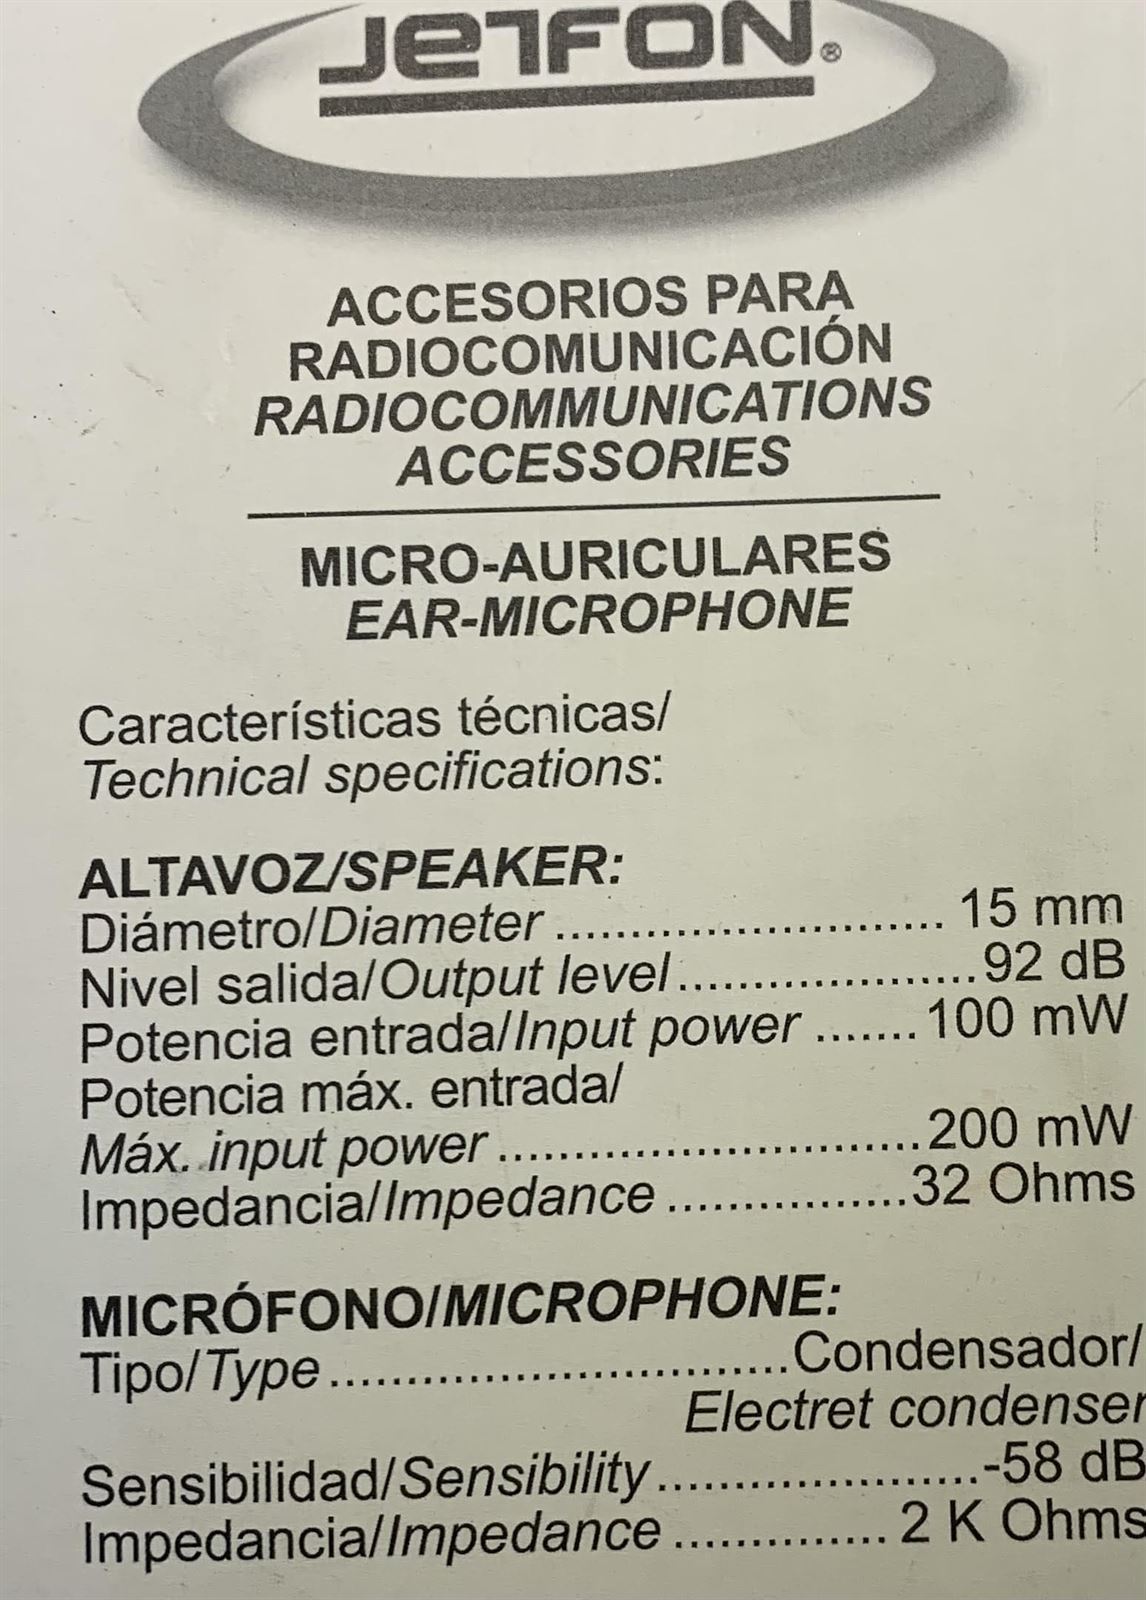 JETFON®
ACCESORIOS PARA
RADIOCOMUNICACIÓN
RADIOCOMMUNICATIONS
ACCESSORIES
MICRO-AURICULARES
EAR-MICROPHONE
Características técnicas/
Technical specifications:
ALTAVOZ/SPEAKER:
Diámetro/Diameter .......................... 15 mm
Nivel salida/Output level....................92 dB
Potencia entrada/Input power .......100 mW
Potencia máx. entrada/
Máx. input power............................200 mW
Impedancia/Impedance ................32 Ohms
MICRÓFONO/MICROPHONE:
Tipo/Type..............................Condensador/
Electret condenser
Sensibilidad/Sensibility.....................-58 dB
Impedancia/Impedance .............. 2 K Ohms